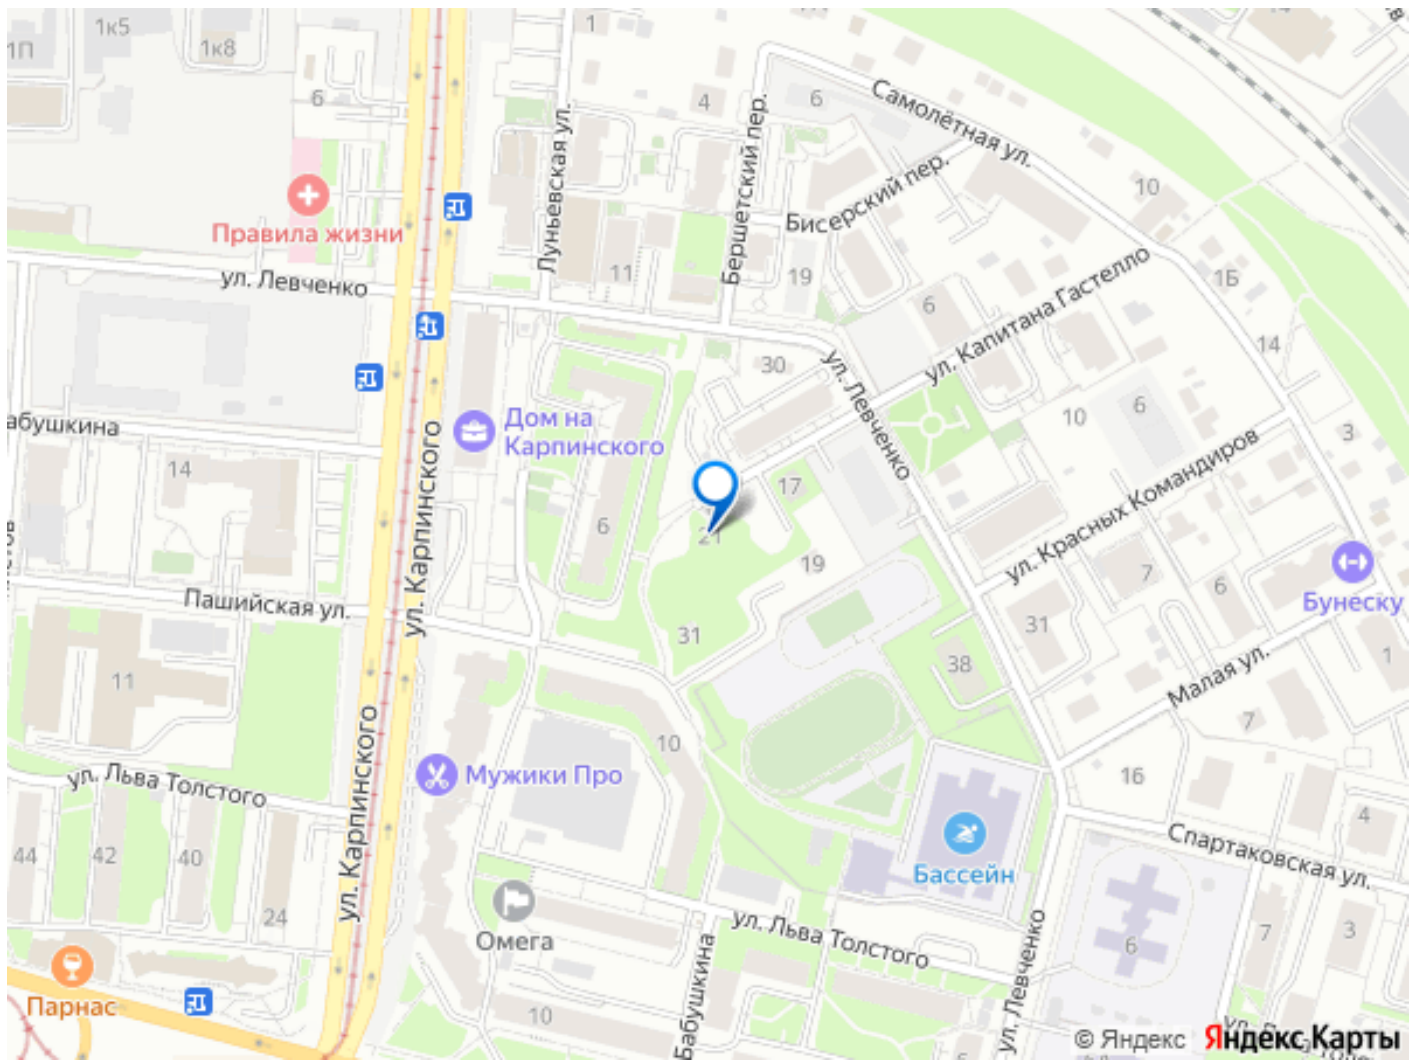 1к5
1П
1к8
6
1
4
6
Самолётная ул.
Луньевская ул.
Бершетский пер.
Бисерский пер.
10
Правила жизни
ул. Левченко
11
19
6
1Б
ул. Капитана Гастелло
14
30
ул. Левченко
10
6
3
абушкина
Дом на
Карпинского
14
17
ул. Карпинского
6
21
19
ул. Красных Командиров
7
6
Бунеску
Пашийская ул.
31
31
38
1
Малая ул.
7
11
10
ул. Карпинского
ул. Льва Толстого
Мужики Про
16
4
Бассейн
Спартаковская ул.
44
42
40
24
Омега
ул. Льва Толстого
ул. Левченко
6
7
3
Парнас
10
Бабушкина
© Яндекс Яндекс Карты